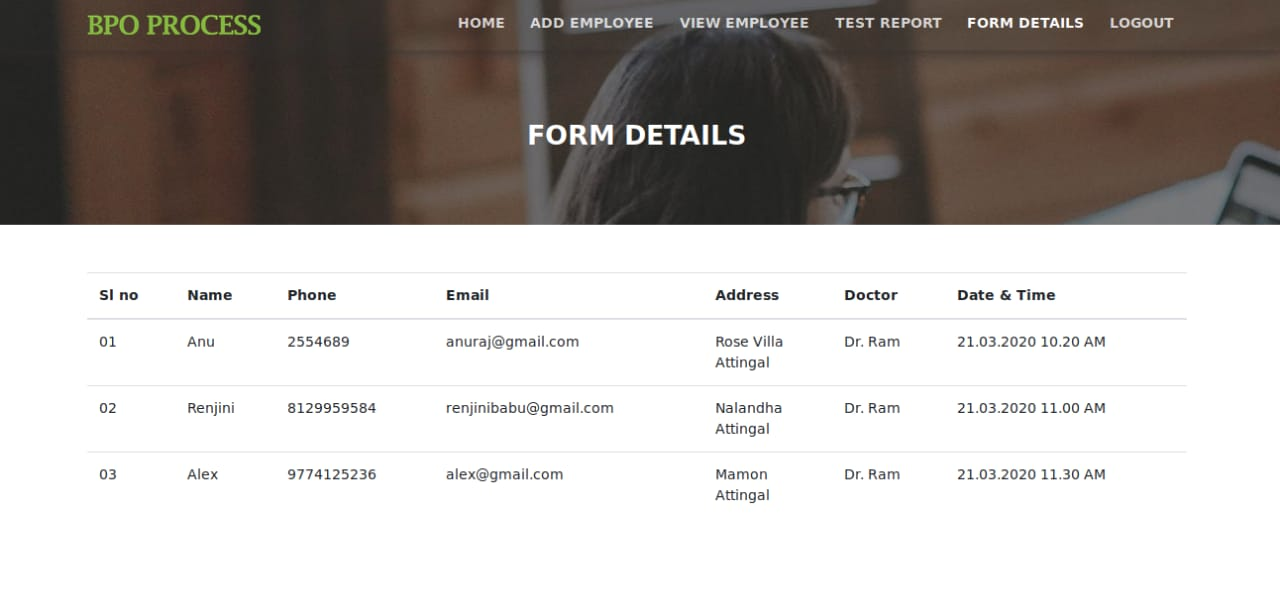 BPO PROCESS
HOME ADD EMPLOYEE VIEW EMPLOYEE TEST REPORT FORM DETAILS LOGOUT
FORM DETAILS
Sl no Name Phone Email Address Doctor Date & Time
01 Anu 2554689 anuraj@gmail.com Rose Villa Dr. Ram 21.03.2020 10.20 AM
Attingal
02 Renjini 8129959584 renjinibabu@gmail.com Nalandha Dr. Ram 21.03.2020 11.00 AM
Attingal
03 Alex 9774125236 alex@gmail.com Mamon Dr. Ram 21.03.2020 11.30 AM
Attingal